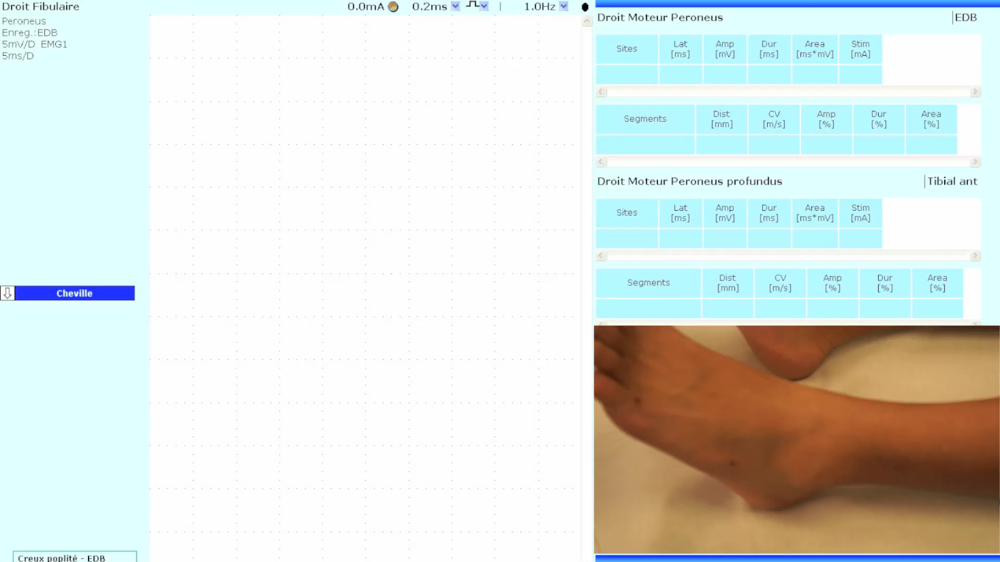 Droit Fibulaire
0.0mA 0.2ms | 1.0Hz
Peroneus
Enreg.:EDB
5mV/D EMG1
5ms/D
Cheville
Creux poplité - EDB
Droit Moteur Peroneus EDB
Sites Lat [ms] Amp [mV] Dur [ms] Area [ms*mV] Stim [mA]
Segments Dist [mm] CV [m/s] Amp [%] Dur [%] Area [%]
Droit Moteur Peroneus profundus Tibial ant
Sites Lat [ms] Amp [mV] Dur [ms] Area [ms*mV] Stim [mA]
Segments Dist [mm] CV [m/s] Amp [%] Dur [%] Area [%]